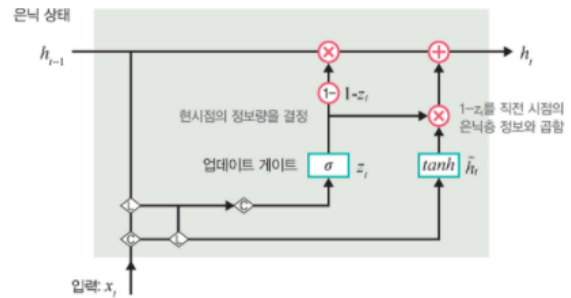 은닉 상태
h_{t-1}
h_t
1-
1-z_t
현시점의 정보량을 결정
1-z_t를 직전 시점의
은닉층 정보와 곱함
업데이트 게이트
σ
z_t
tanh
h̃_t
L
C
C
L
입력: x_t